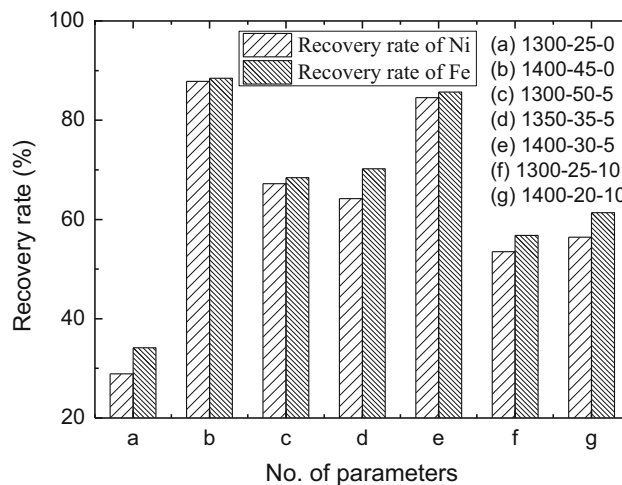 100
80
60
40
20
Recovery rate (%)
Recovery rate of Ni
Recovery rate of Fe
(a) 1300-25-0
(b) 1400-45-0
(c) 1300-50-5
(d) 1350-35-5
(e) 1400-30-5
(f) 1300-25-10
(g) 1400-20-10
a b c d e f g
No. of parameters